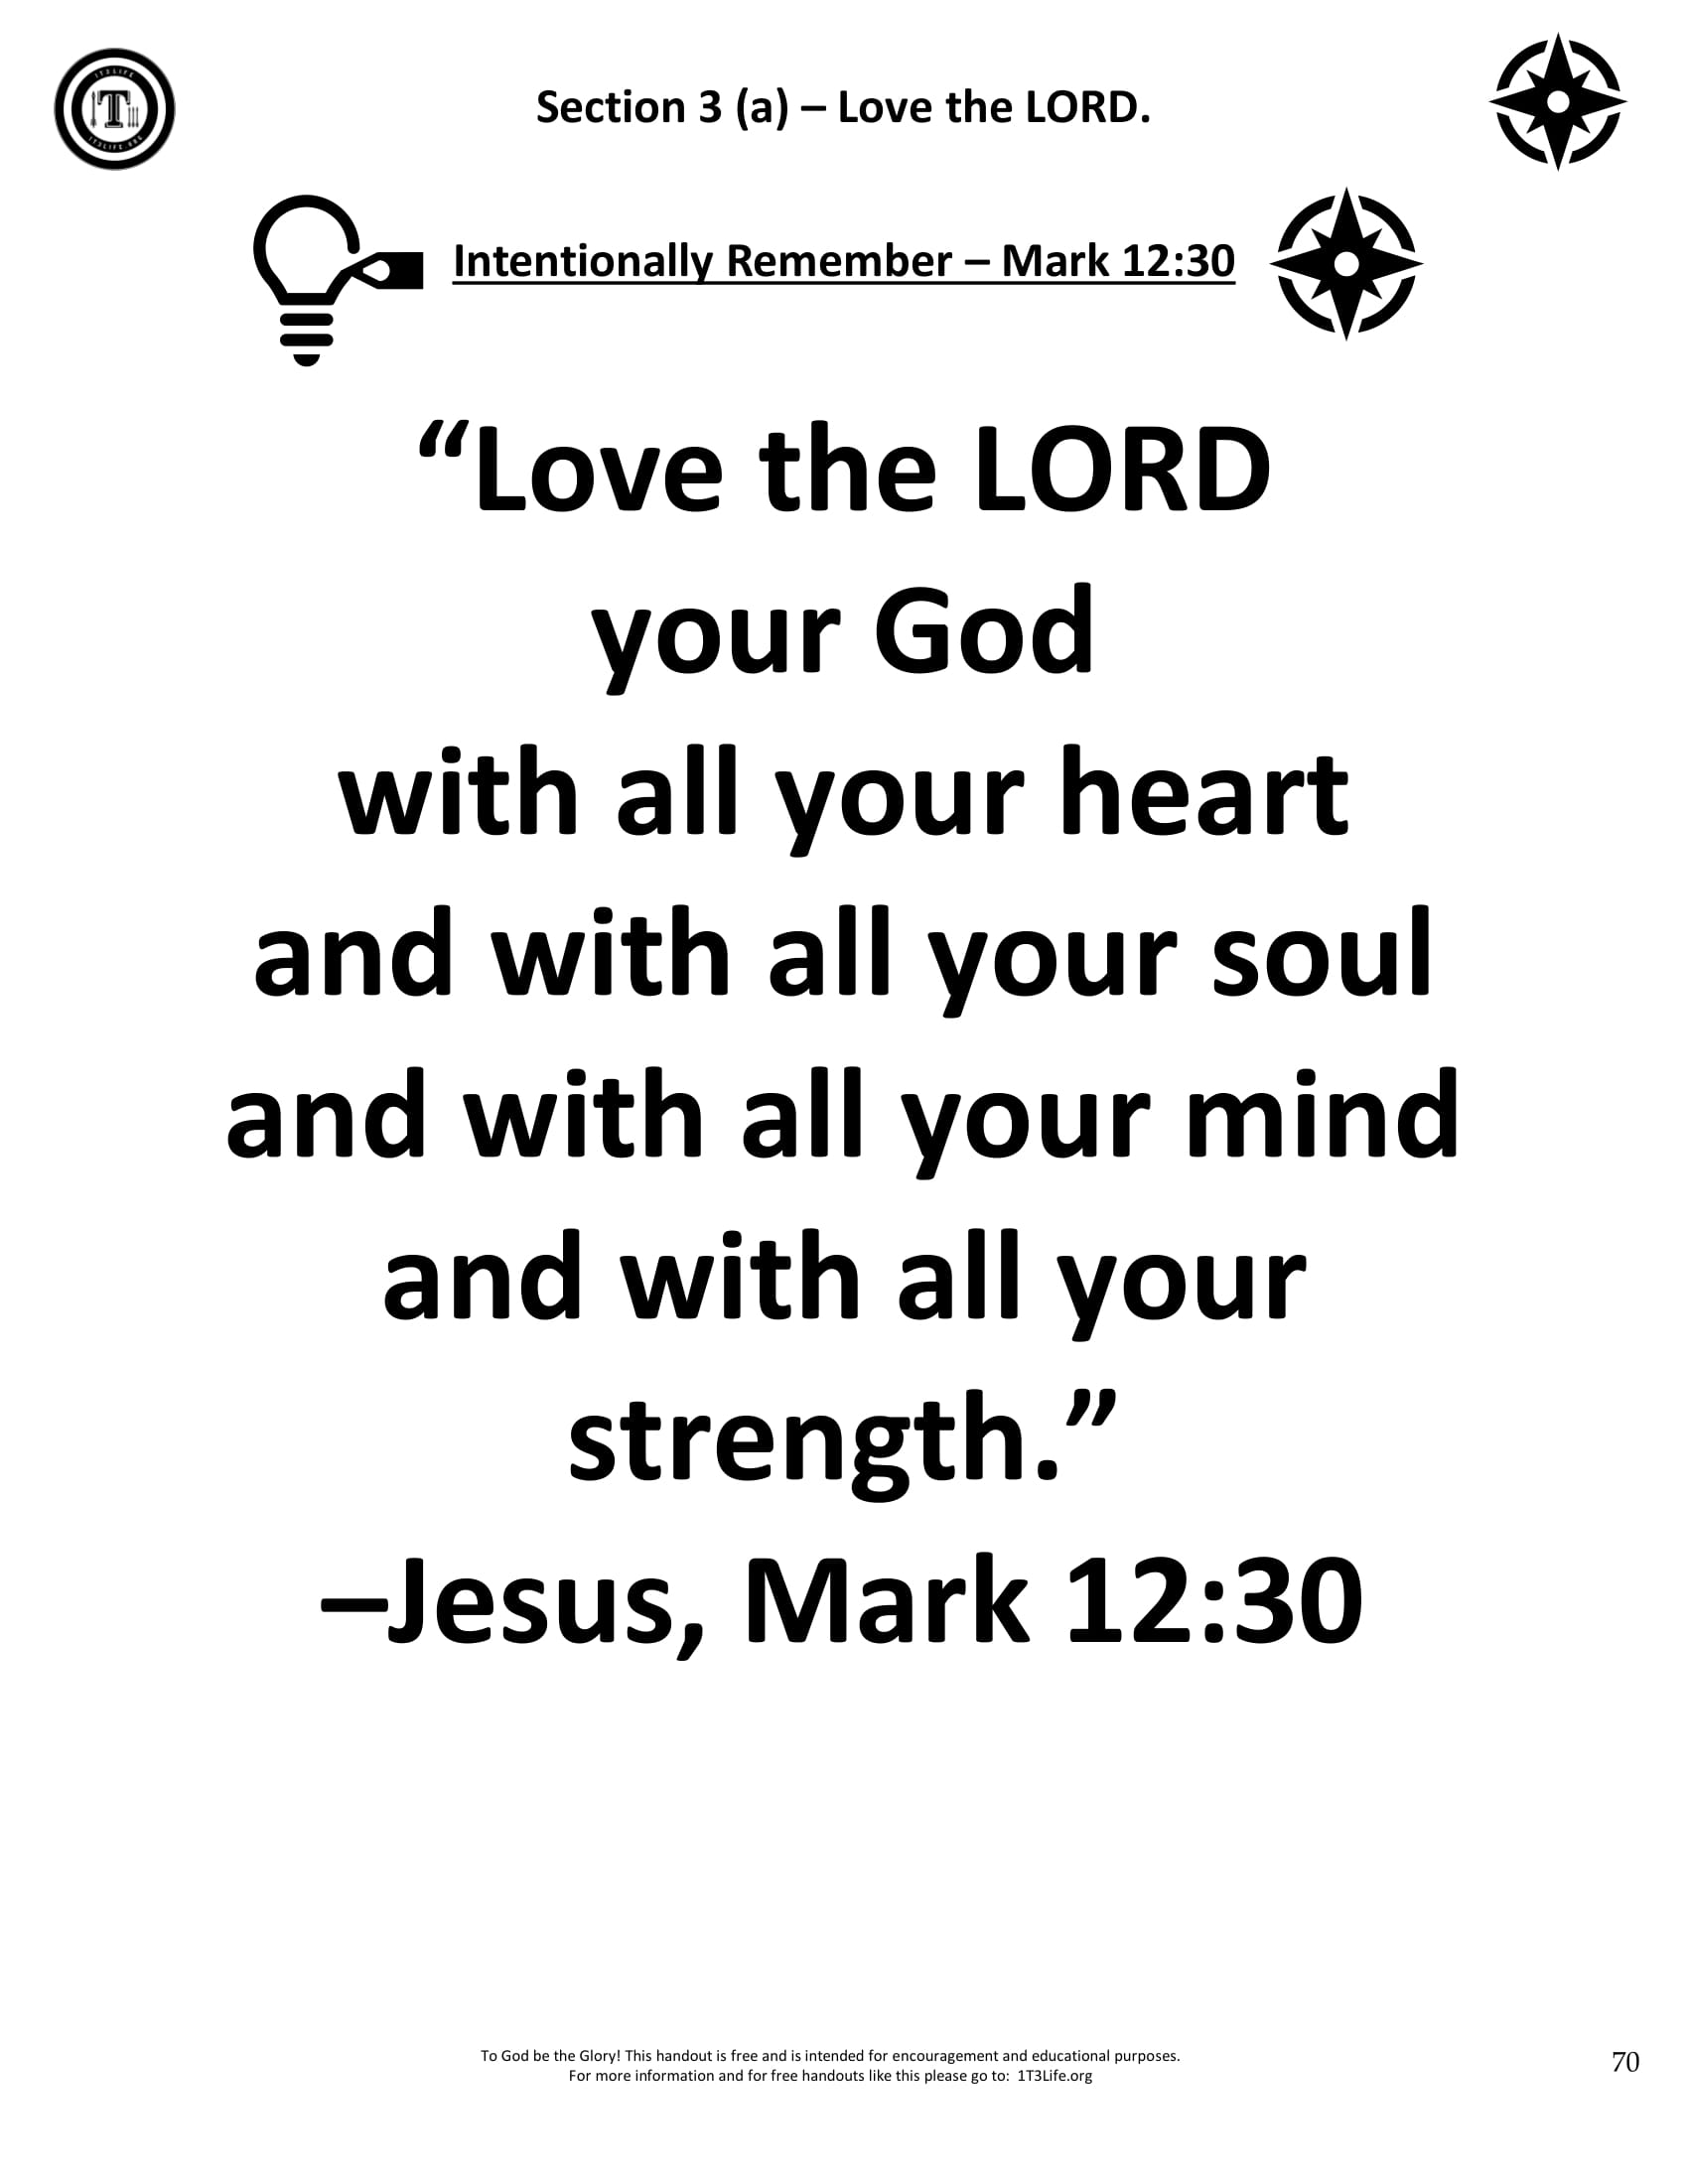 1T3LIFE
T
1T3LIFE.ORG
Section 3 (a) – Love the LORD.
Intentionally Remember – Mark 12:30
“Love the LORD
your God
with all your heart
and with all your soul
and with all your mind
and with all your
strength.”
–Jesus, Mark 12:30
To God be the Glory! This handout is free and is intended for encouragement and educational purposes.
For more information and for free handouts like this please go to:  1T3Life.org
70